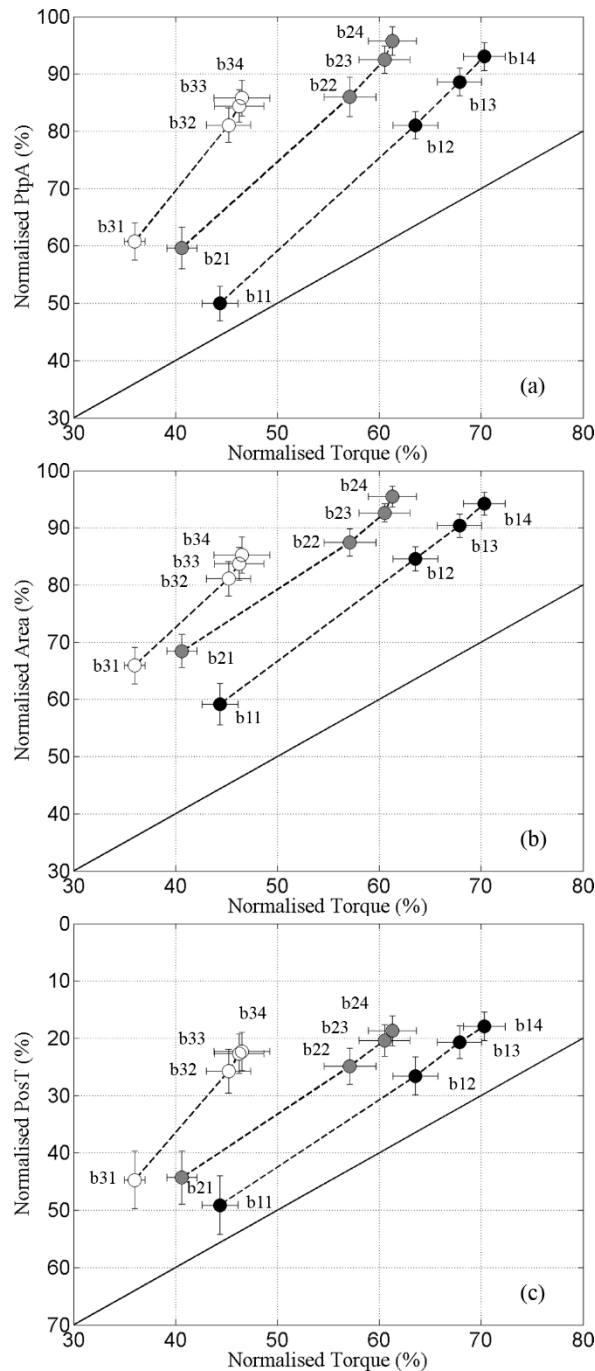 100
90
80
70
60
50
40
30
Normalised PtpA (%)
b24
b34
b23
b14
b33
b22
b13
b32
b12
b31
b21
b11
(a)
30 40 50 60 70 80
Normalised Torque (%)
100
90
80
70
60
50
40
30
Normalised Area (%)
b24
b34
b23
b14
b33
b22
b13
b32
b12
b31
b21
b11
(b)
30 40 50 60 70 80
Normalised Torque (%)
0
10
20
30
40
50
60
70
Normalised PosT (%)
b24
b34
b23
b14
b33
b22
b13
b32
b12
b31
b21
b11
(c)
30 40 50 60 70 80
Normalised Torque (%)